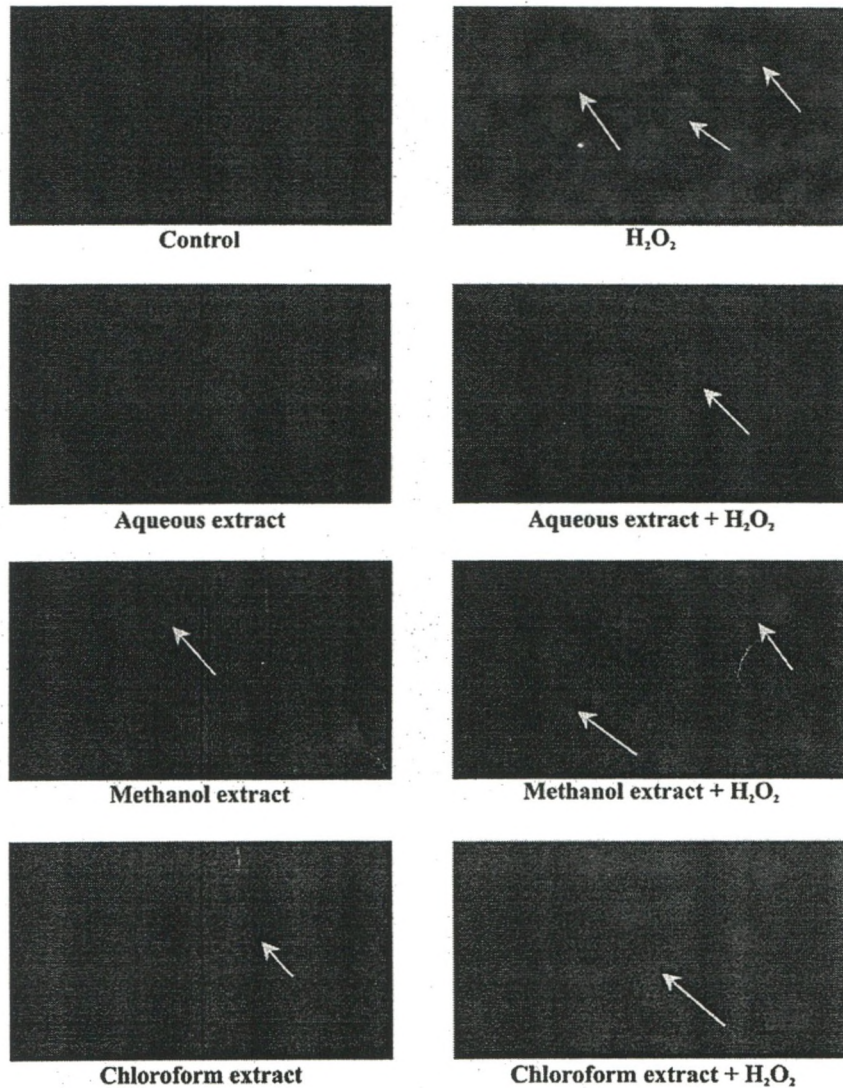 Control
H₂O₂
Aqueous extract
Aqueous extract + H₂O₂
Methanol extract
Methanol extract + H₂O₂
Chloroform extract
Chloroform extract + H₂O₂